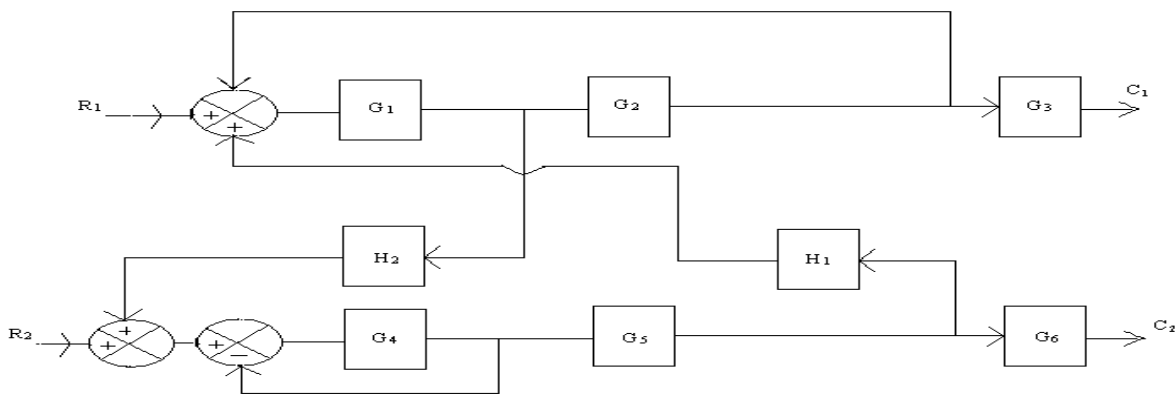 R₁ + + G₁ G₂ G₃ C₁
H₂ H₁
R₂ + + + − G₄ G₅ G₆ C₂